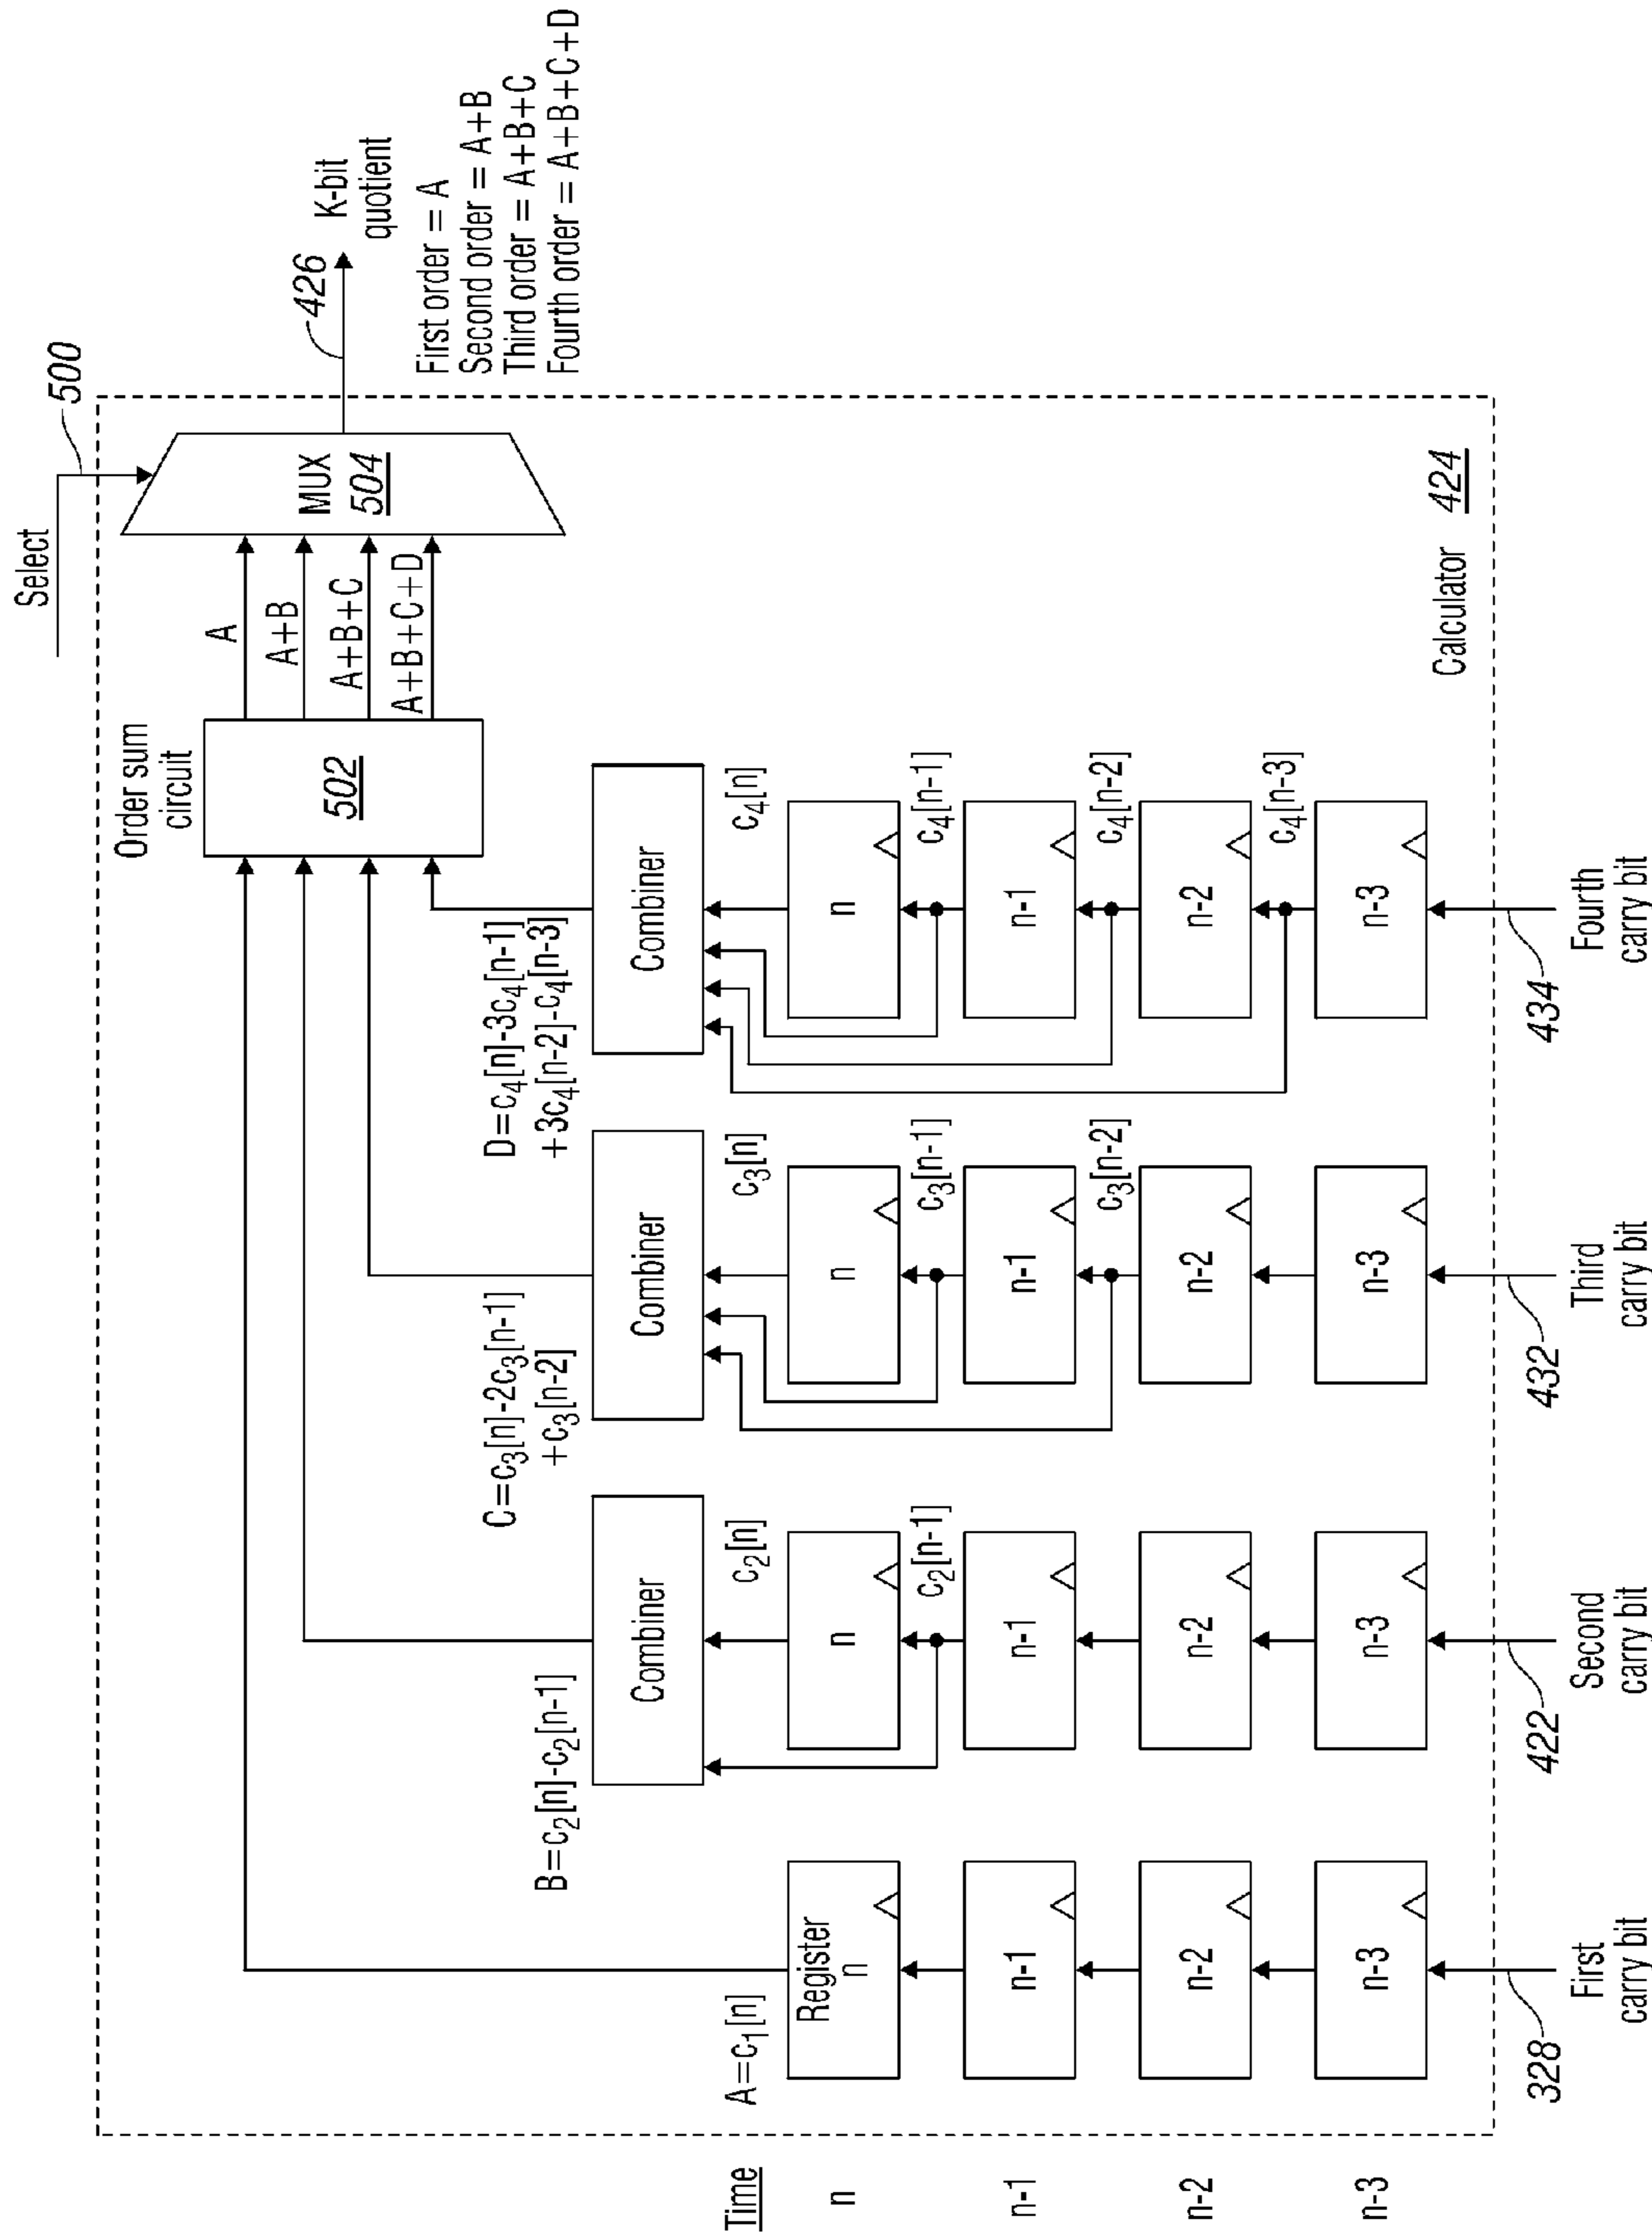 Select
500
Order sum
circuit
502
A
A+B
A+B+C
A+B+C+D
MUX
504
426
K-bit
quotient
First order = A
Second order = A+B
Third order = A+B+C
Fourth order = A+B+C+D
B=c2[n]-c2[n-1]
C=c3[n]-2c3[n-1]
+c3[n-2]
D=c4[n]-3c4[n-1]
+3c4[n-2]-c4[n-3]
Combiner
Combiner
Combiner
Time
A=c1[n]
c2[n]
c3[n]
c4[n]
n
Register
n
n
n
n
c2[n-1]
c3[n-1]
c4[n-1]
n-1
n-1
n-1
n-1
n-1
c3[n-2]
c4[n-2]
n-2
n-2
n-2
n-2
n-2
c4[n-3]
n-3
n-3
n-3
n-3
n-3
Calculator 424
328
422
432
434
First
carry bit
Second
carry bit
Third
carry bit
Fourth
carry bit